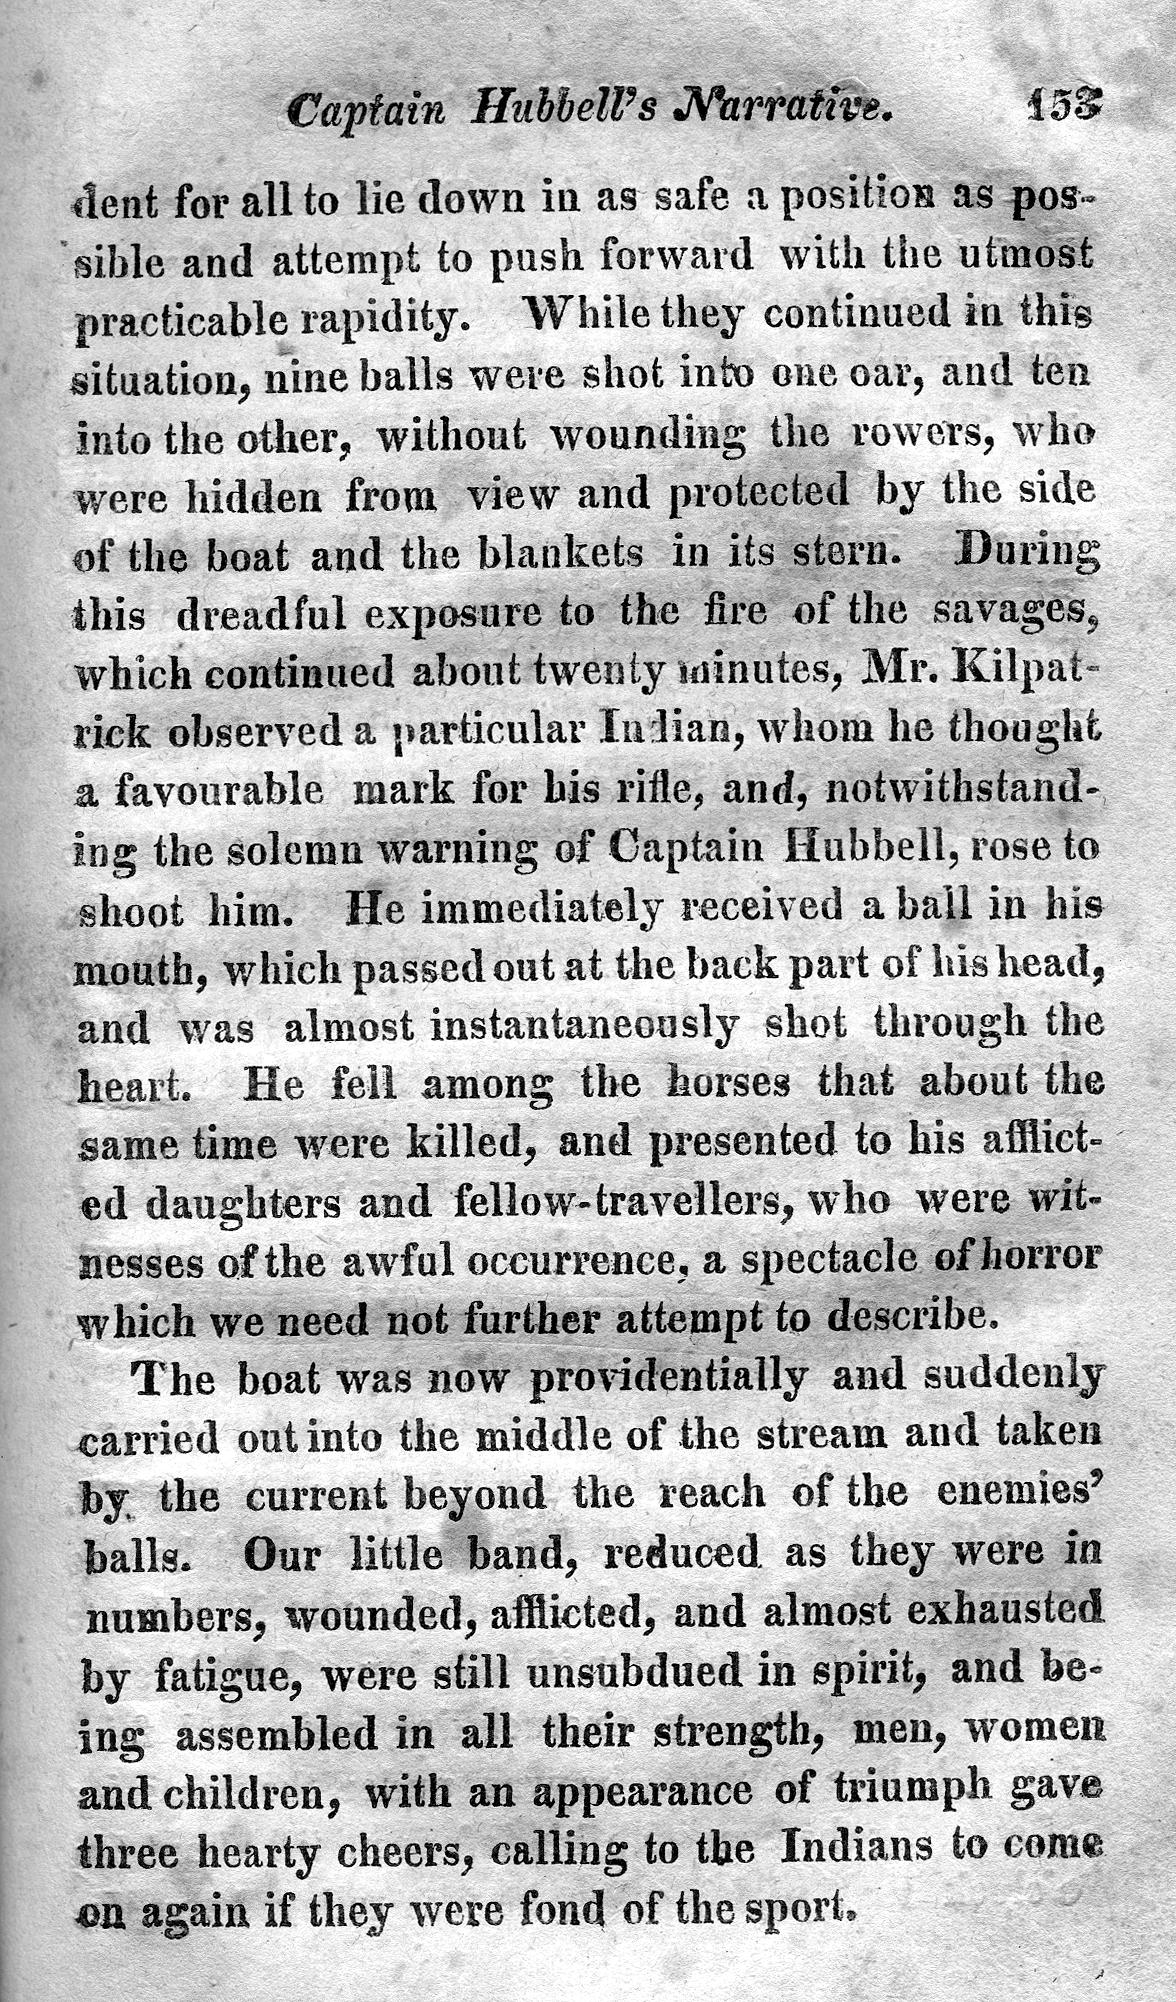 Captain Hubbell's Narrative. 153
dent for all to lie down in as safe a position as pos-
sible and attempt to push forward with the utmost
practicable rapidity. While they continued in this
situation, nine balls were shot into one oar, and ten
into the other, without wounding the rowers, who
were hidden from view and protected by the side
of the boat and the blankets in its stern. During
this dreadful exposure to the fire of the savages,
which continued about twenty minutes, Mr. Kilpat-
rick observed a particular Indian, whom he thought
a favourable mark for his rifle, and, notwithstand-
ing the solemn warning of Captain Hubbell, rose to
shoot him. He immediately received a ball in his
mouth, which passed out at the back part of his head,
and was almost instantaneously shot through the
heart. He fell among the horses that about the
same time were killed, and presented to his afflict-
ed daughters and fellow-travellers, who were wit-
nesses of the awful occurrence, a spectacle of horror
which we need not further attempt to describe.
The boat was now providentially and suddenly
carried out into the middle of the stream and taken
by the current beyond the reach of the enemies'
balls. Our little band, reduced as they were in
numbers, wounded, afflicted, and almost exhausted
by fatigue, were still unsubdued in spirit, and be-
ing assembled in all their strength, men, women
and children, with an appearance of triumph gave
three hearty cheers, calling to the Indians to come
on again if they were fond of the sport.